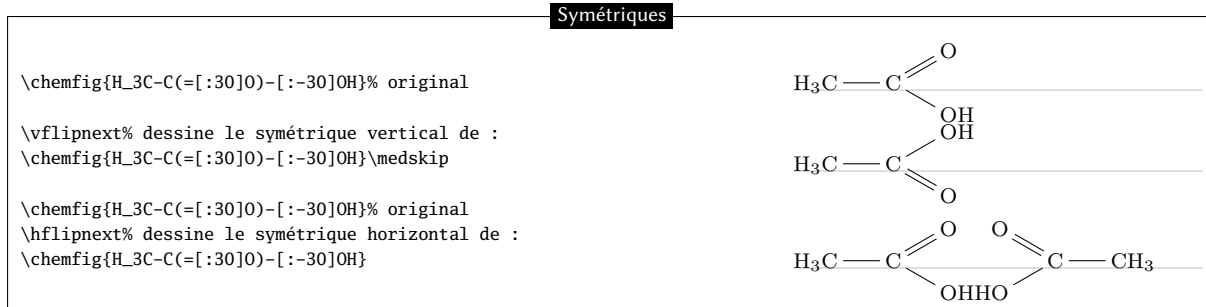 Symétriques
\chemfig{H_3C-C(=[:30]O)-[:-30]OH}% original
\vflipnext% dessine le symétrique vertical de :
\chemfig{H_3C-C(=[:30]O)-[:-30]OH}\medskip
\chemfig{H_3C-C(=[:30]O)-[:-30]OH}% original
\hflipnext% dessine le symétrique horizontal de :
\chemfig{H_3C-C(=[:30]O)-[:-30]OH}
O
H₃C C
OH
OH
H₃C C
O
O O
H₃C C C CH₃
OHHO